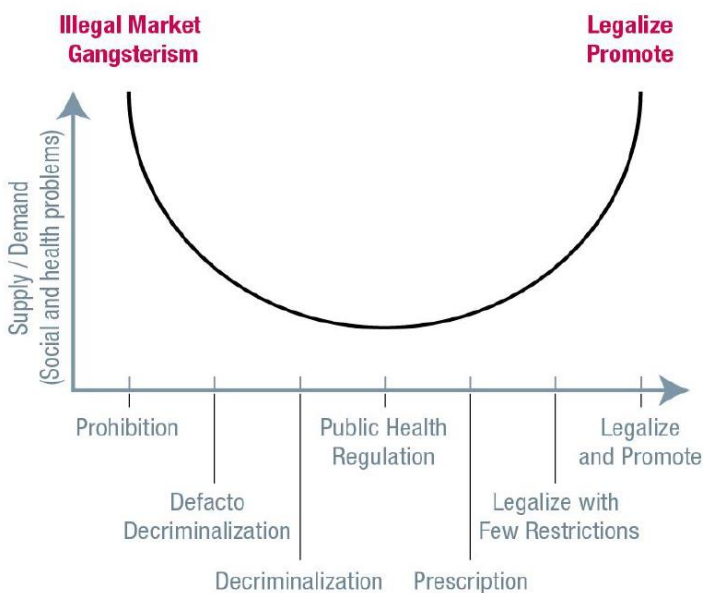 Illegal Market
Gangsterism
Legalize
Promote
Supply / Demand
(Social and health problems)
Prohibition
Public Health
Regulation
Legalize
and Promote
Defacto
Decriminalization
Legalize with
Few Restrictions
Decriminalization
Prescription